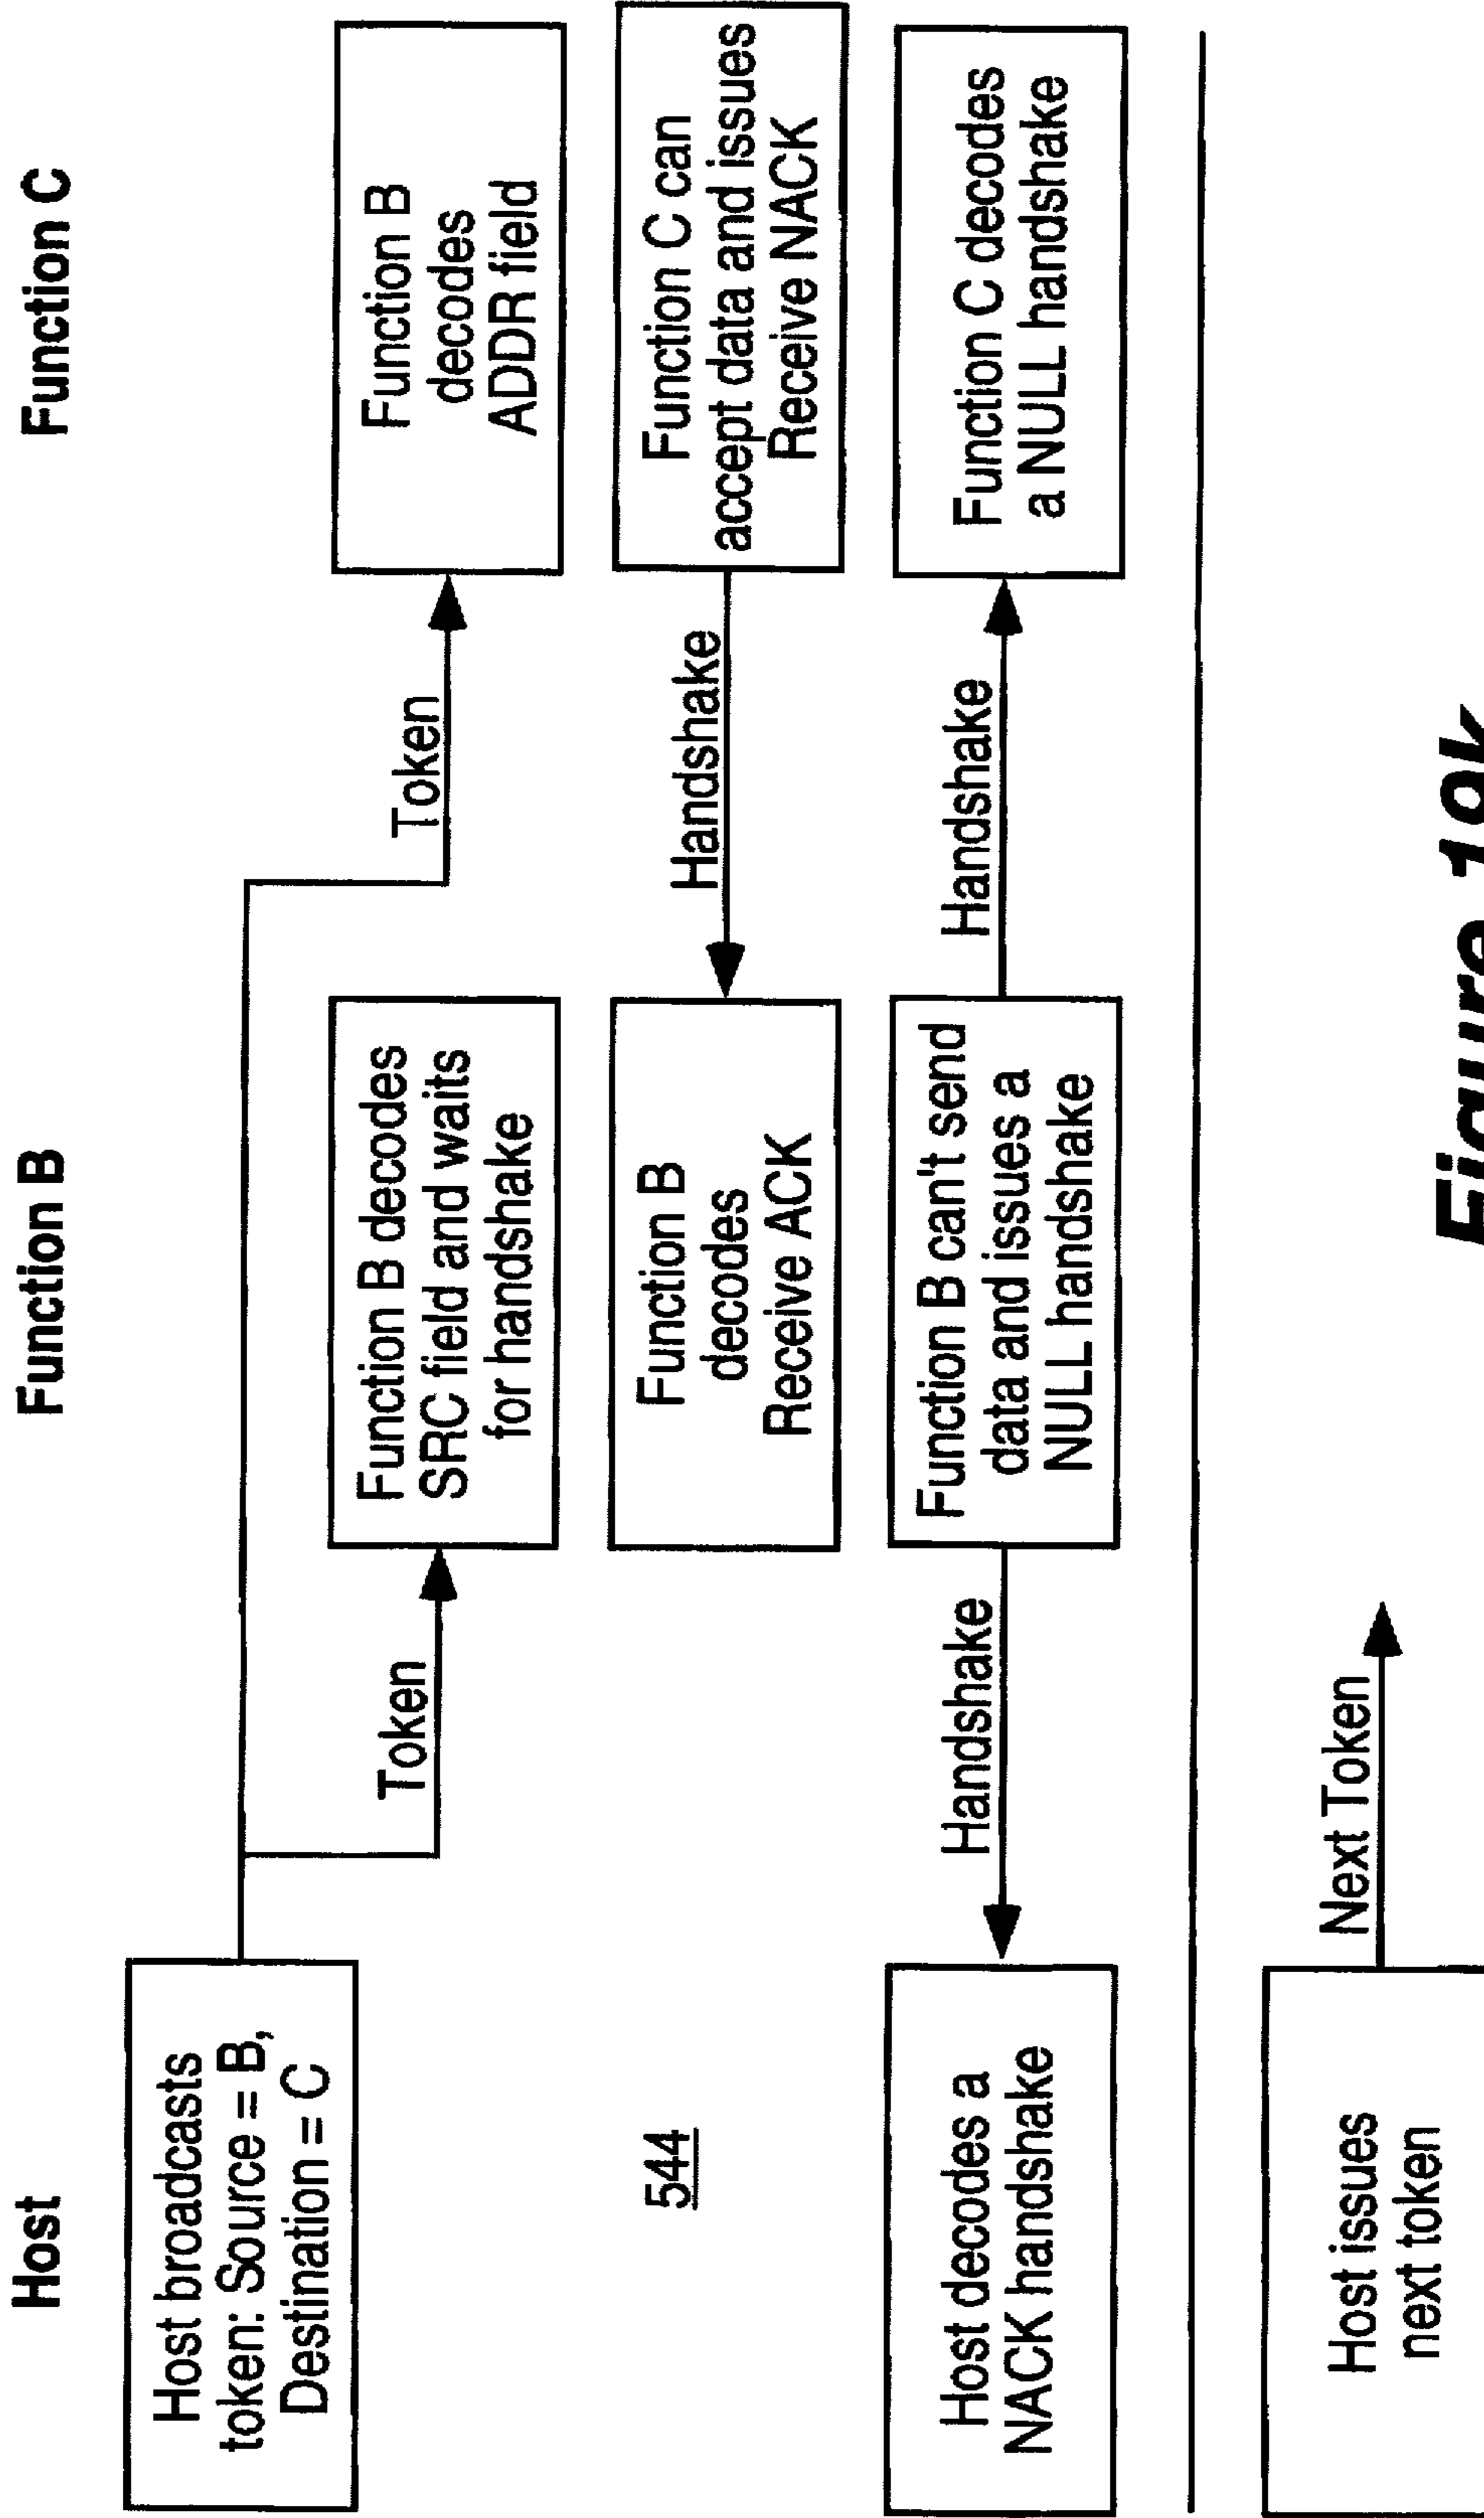 Host
Function B
Function C
Host broadcasts
token: Source = B,
Destination = C
Token
Token
Function B decodes
SRC field and waits
for handshake
Function B
decodes
ADDR field
544
Function B
decodes
Receive ACK
Handshake
Function C can
accept data and issues
Receive NACK
Host decodes a
NACK handshake
Handshake
Function B can't send
data and issues a
NULL handshake
Handshake
Function C decodes
a NULL handshake
Host issues
next token
Next Token
Figure 10k